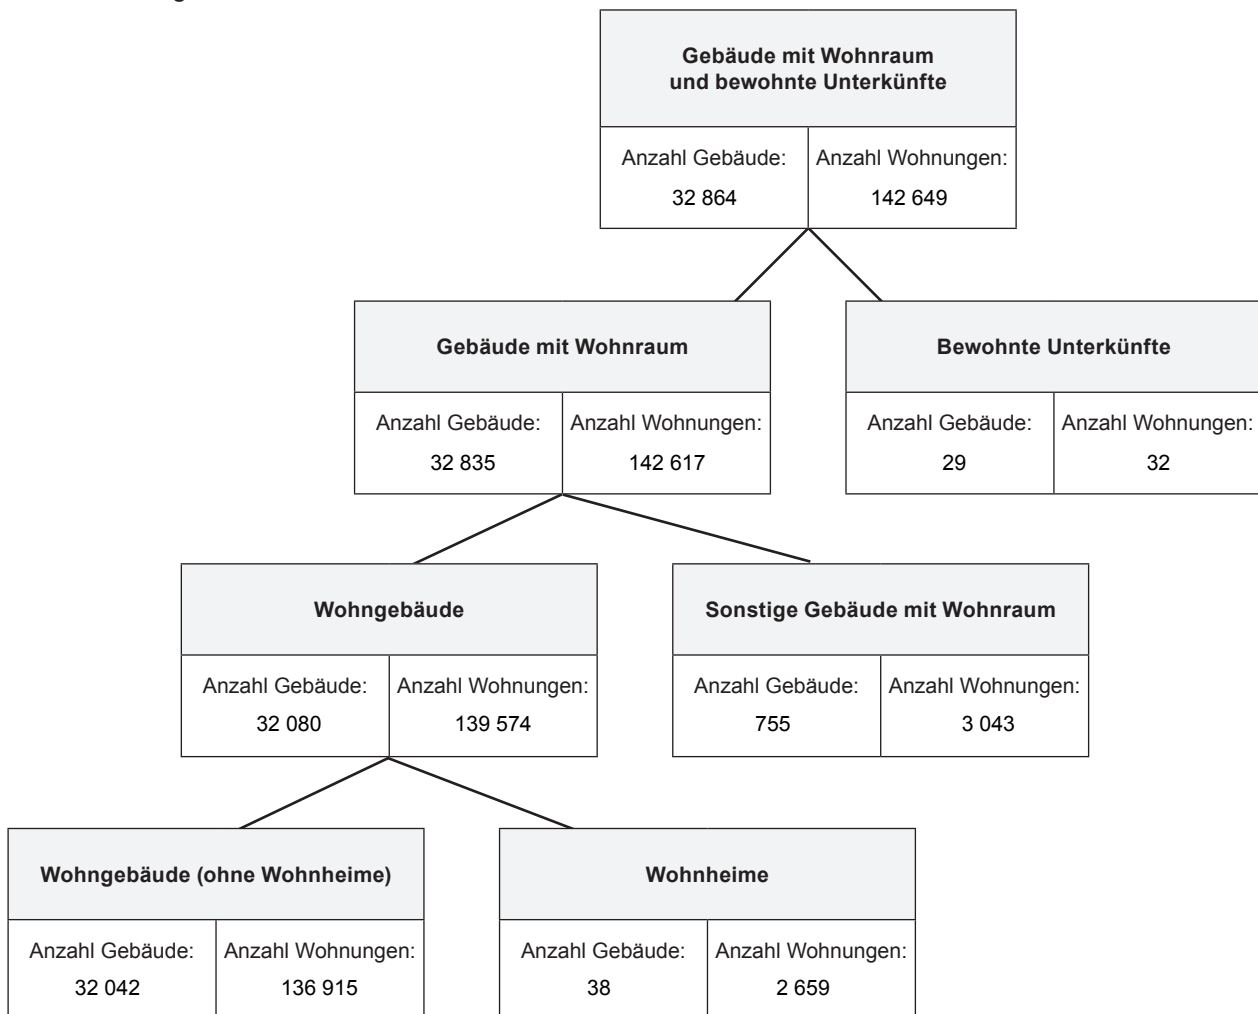 Gebäude mit Wohnraum
und bewohnte Unterkünfte
Anzahl Gebäude:
Anzahl Wohnungen:
32 864
142 649
Gebäude mit Wohnraum
Bewohnte Unterkünfte
Anzahl Gebäude:
Anzahl Wohnungen:
Anzahl Gebäude:
Anzahl Wohnungen:
32 835
142 617
29
32
Wohngebäude
Sonstige Gebäude mit Wohnraum
Anzahl Gebäude:
Anzahl Wohnungen:
Anzahl Gebäude:
Anzahl Wohnungen:
32 080
139 574
755
3 043
Wohngebäude (ohne Wohnheime)
Wohnheime
Anzahl Gebäude:
Anzahl Wohnungen:
Anzahl Gebäude:
Anzahl Wohnungen:
32 042
136 915
38
2 659